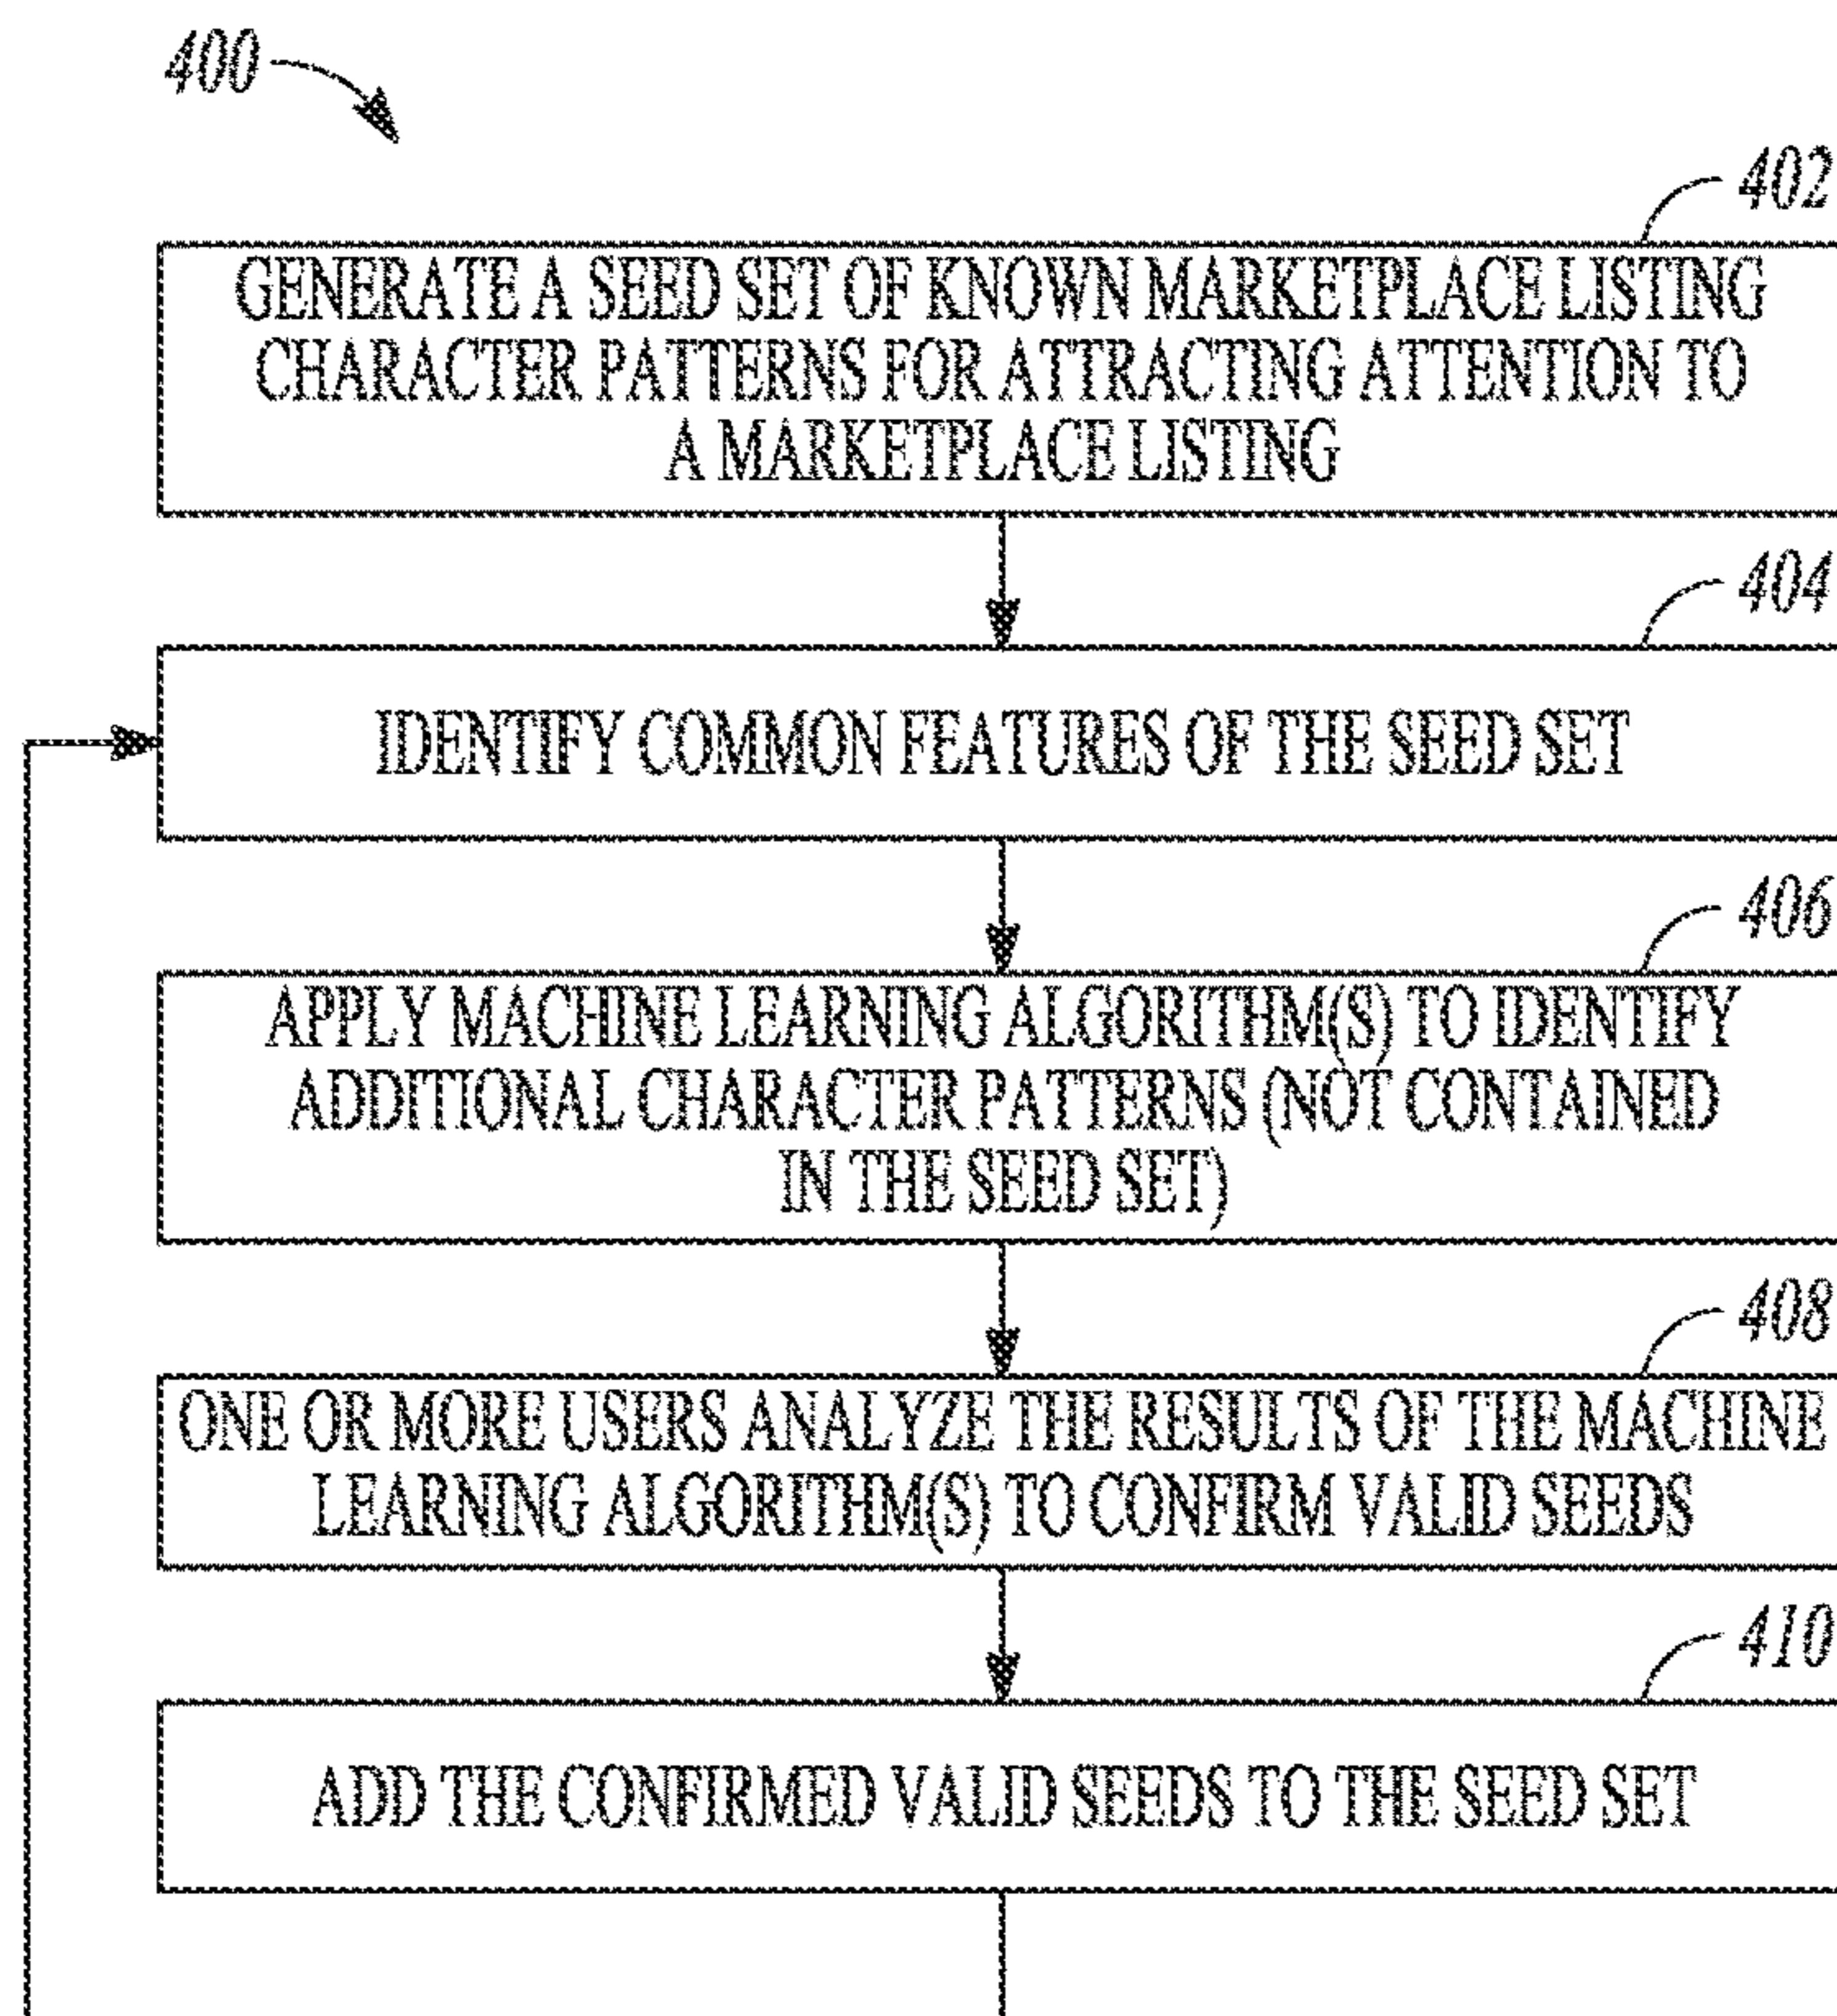 400
402
GENERATE A SEED SET OF KNOWN MARKETPLACE LISTING
CHARACTER PATTERNS FOR ATTRACTING ATTENTION TO
A MARKETPLACE LISTING
404
IDENTIFY COMMON FEATURES OF THE SEED SET
406
APPLY MACHINE LEARNING ALGORITHM(S) TO IDENTIFY
ADDITIONAL CHARACTER PATTERNS (NOT CONTAINED
IN THE SEED SET)
408
ONE OR MORE USERS ANALYZE THE RESULTS OF THE MACHINE
LEARNING ALGORITHM(S) TO CONFIRM VALID SEEDS
410
ADD THE CONFIRMED VALID SEEDS TO THE SEED SET